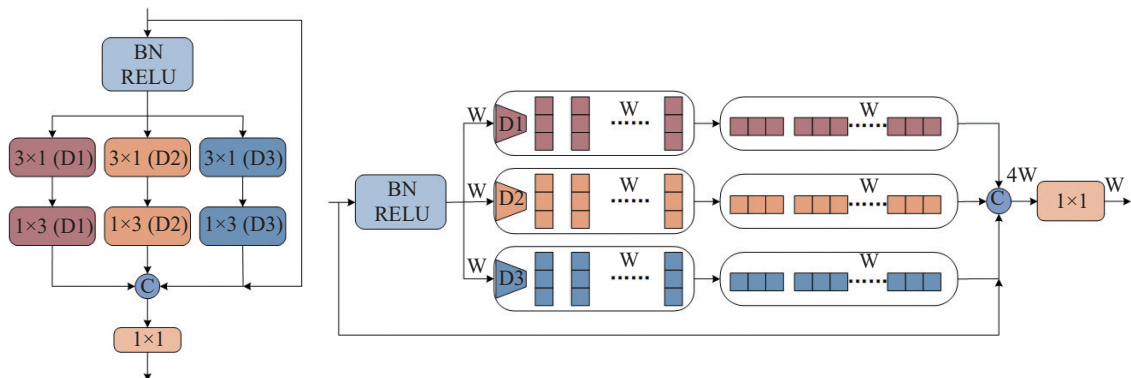 BN
RELU
3×1 (D1)
3×1 (D2)
3×1 (D3)
1×3 (D1)
1×3 (D2)
1×3 (D3)
C
1×1
BN
RELU
W
D1
W
W
W
D2
W
W
W
D3
W
W
C
4W
1×1
W